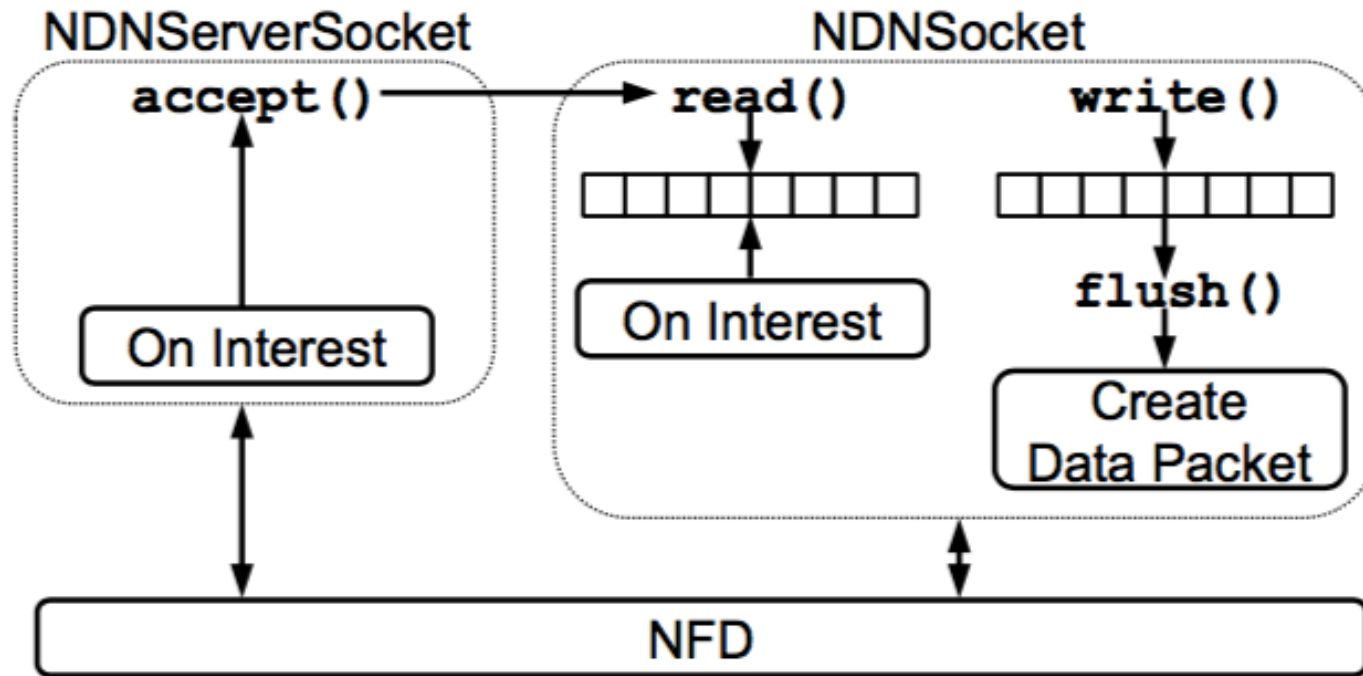 NDNServerSocket
accept()
On Interest
NDNSocket
read()
On Interest
write()
flush()
Create
Data Packet
NFD